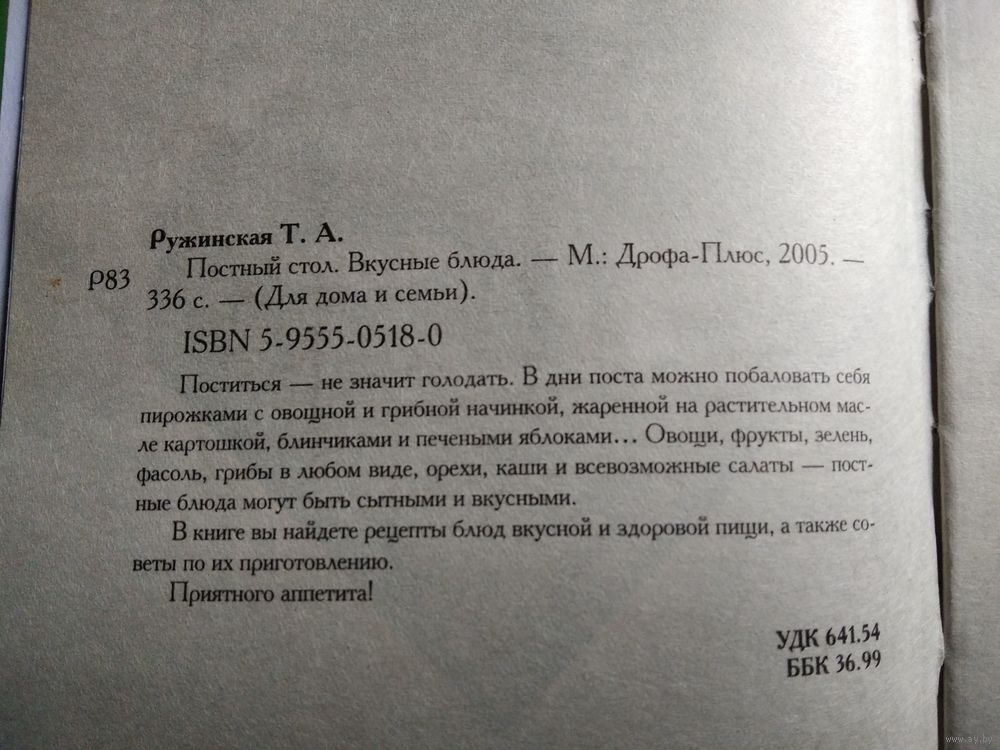 Ружинская Т. А.
Р83
Постный стол. Вкусные блюда. — М.: Дрофа-Плюс, 2005. —
336 с. — (Для дома и семьи).
ISBN 5-9555-0518-0
Поститься — не значит голодать. В дни поста можно побаловать себя
пирожками с овощной и грибной начинкой, жаренной на растительном мас-
ле картошкой, блинчиками и печеными яблоками... Овощи, фрукты, зелень,
фасоль, грибы в любом виде, орехи, каши и всевозможные салаты — пост-
ные блюда могут быть сытными и вкусными.
В книге вы найдете рецепты блюд вкусной и здоровой пищи, а также со-
веты по их приготовлению.
Приятного аппетита!
УДК 641.54
ББК 36.99
www.ay.by